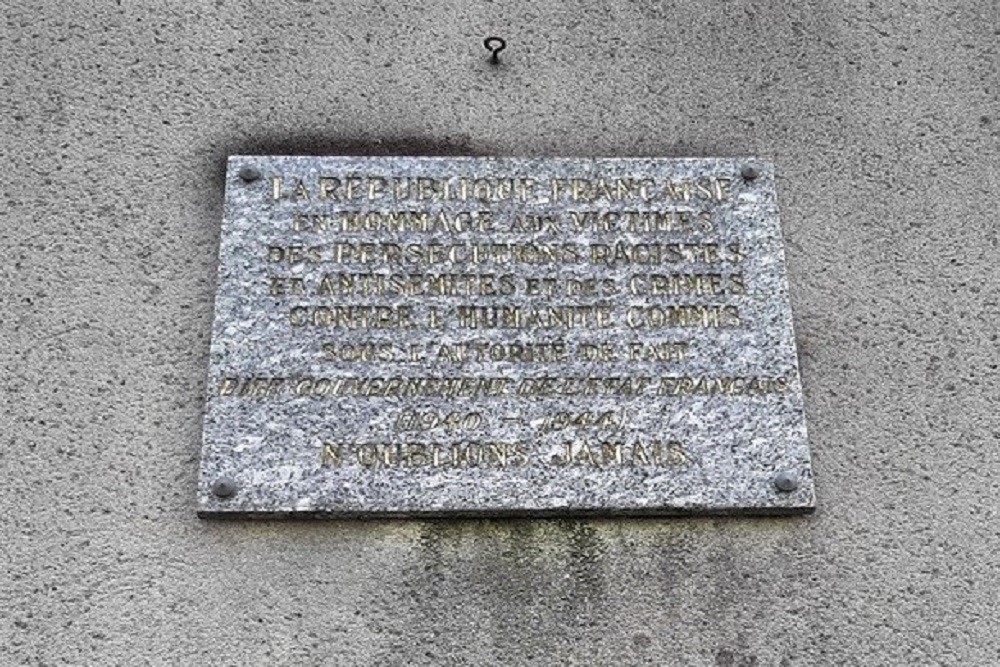 LA RÉPUBLIQUE FRANÇAISE
EN HOMMAGE AUX VICTIMES
DES PERSÉCUTIONS RACISTES
ET ANTISÉMITES ET DES CRIMES
CONTRE L'HUMANITÉ COMMIS
SOUS L'AUTORITÉ DE FAIT
DITE "GOUVERNEMENT DE L'ÉTAT FRANÇAIS"
(1940 - 1944)
N'OUBLIONS JAMAIS